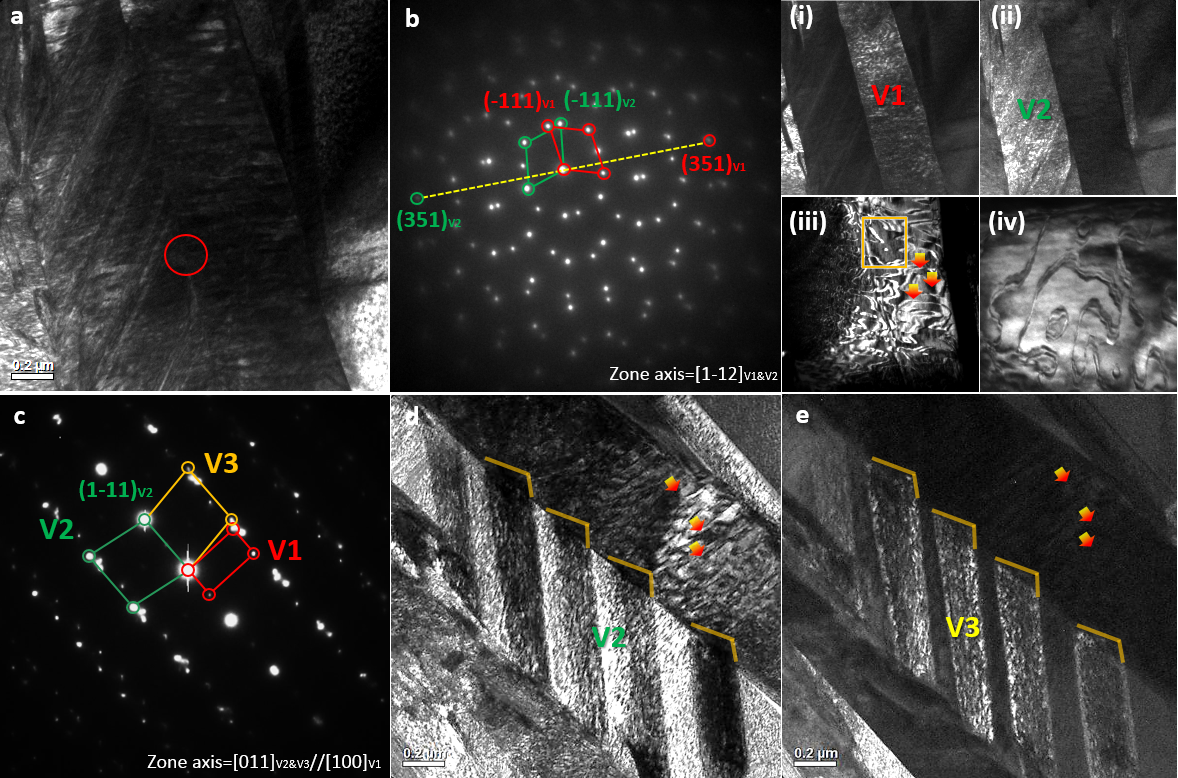 a
0.2 μm
b
(-111)V1
(-111)V2
(351)V1
(351)V2
Zone axis=[1-12]V1&V2
(i)
V1
(ii)
V2
(iii)
(iv)
c
V3
(1-11)V2
V2
V1
Zone axis=[011]V2&V3//[100]V1
d
V2
0.2 μm
e
V3
0.2 μm